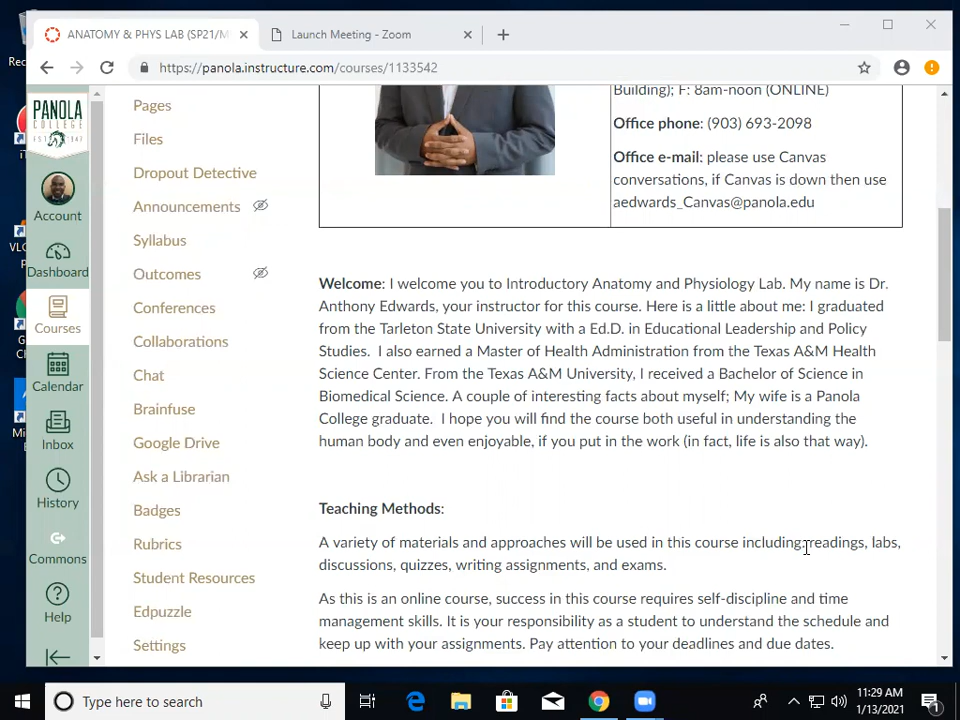 ANATOMY & PHYS LAB (SP21/M
Launch Meeting - Zoom
https://panola.instructure.com/courses/1133542
PANOLA
COLLEGE
Account
Dashboard
Courses
Calendar
Inbox
History
Commons
Help
Pages
Files
Dropout Detective
Announcements
Syllabus
Outcomes
Conferences
Collaborations
Chat
Brainfuse
Google Drive
Ask a Librarian
Badges
Rubrics
Student Resources
Edpuzzle
Settings
Building); F: 8am-noon (ONLINE)
Office phone: (903) 693-2098
Office e-mail: please use Canvas
conversations, if Canvas is down then use
aedwards_Canvas@panola.edu
Welcome: I welcome you to Introductory Anatomy and Physiology Lab. My name is Dr.
Anthony Edwards, your instructor for this course. Here is a little about me: I graduated
from the Tarleton State University with a Ed.D. in Educational Leadership and Policy
Studies. I also earned a Master of Health Administration from the Texas A&M Health
Science Center. From the Texas A&M University, I received a Bachelor of Science in
Biomedical Science. A couple of interesting facts about myself; My wife is a Panola
College graduate. I hope you will find the course both useful in understanding the
human body and even enjoyable, if you put in the work (in fact, life is also that way).
Teaching Methods:
A variety of materials and approaches will be used in this course including readings, labs,
discussions, quizzes, writing assignments, and exams.
As this is an online course, success in this course requires self-discipline and time
management skills. It is your responsibility as a student to understand the schedule and
keep up with your assignments. Pay attention to your deadlines and due dates.
Type here to search
11:29 AM
1/13/2021
1